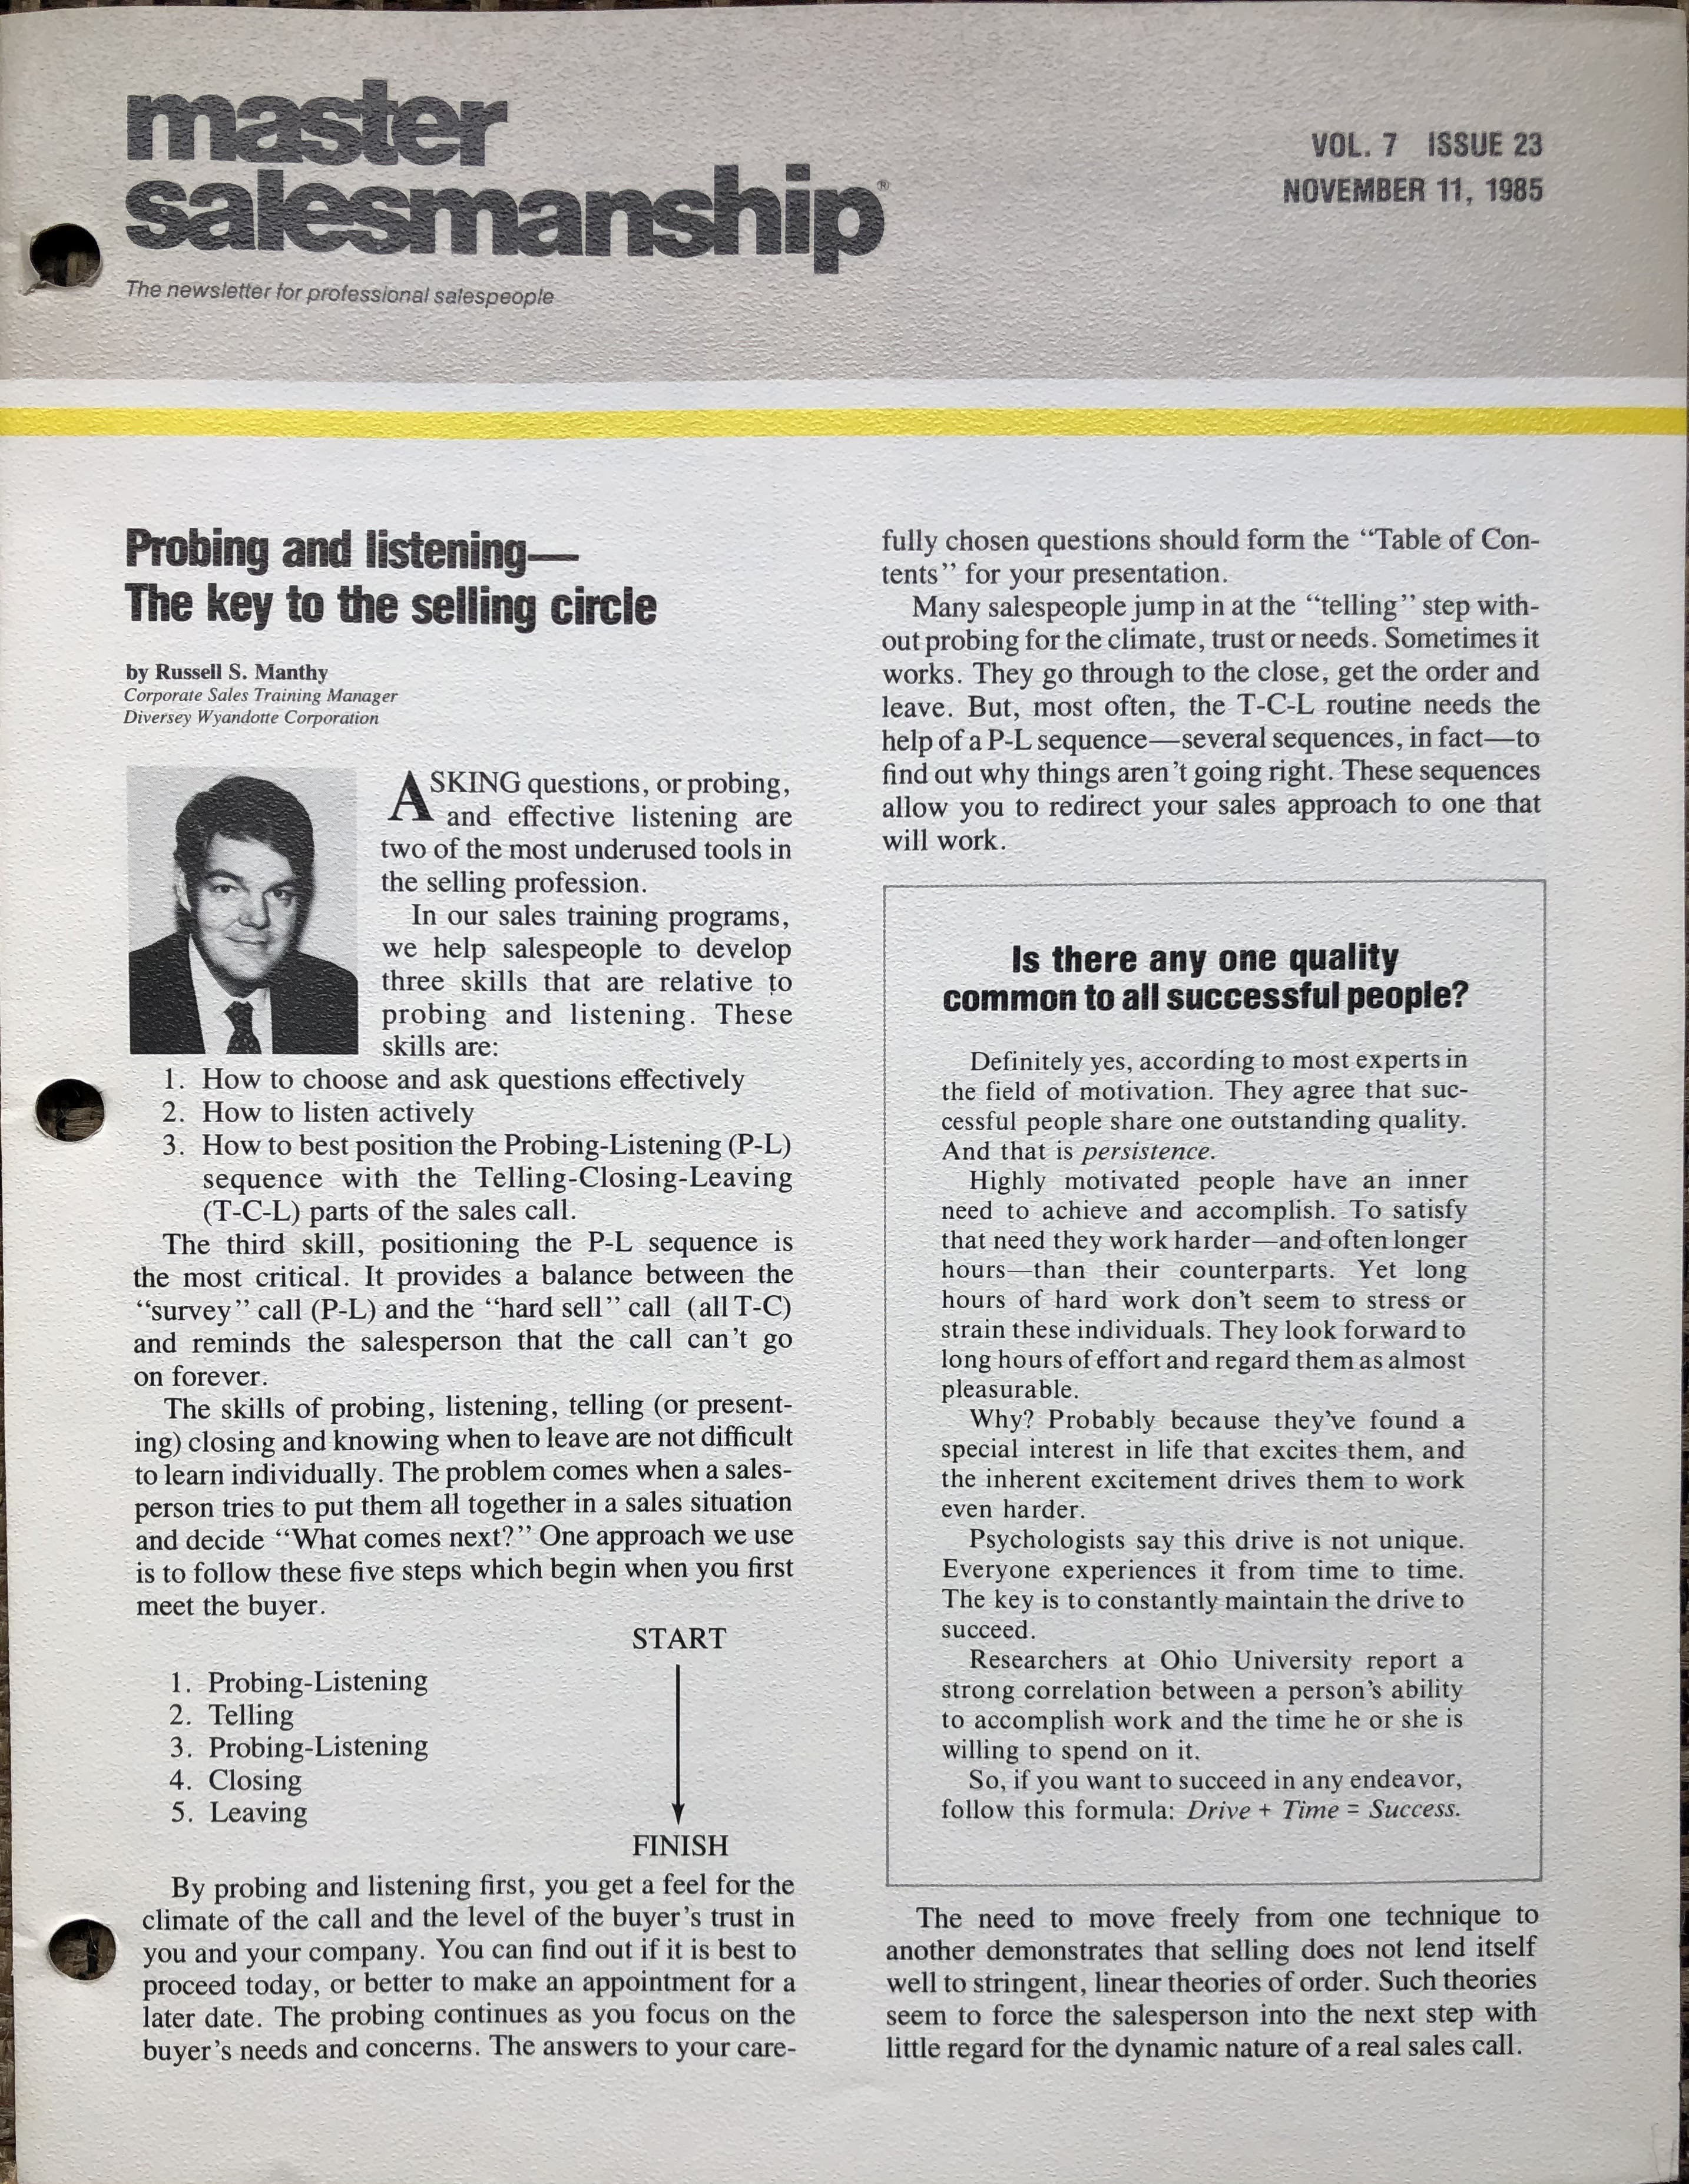 master
salesmanship®
The newsletter for professional salespeople
VOL. 7 ISSUE 23
NOVEMBER 11, 1985
Probing and listening—
The key to the selling circle
by Russell S. Manthy
Corporate Sales Training Manager
Diversey Wyandotte Corporation
ASKING questions, or probing,
and effective listening are
two of the most underused tools in
the selling profession.
In our sales training programs,
we help salespeople to develop
three skills that are relative to
probing and listening. These
skills are:
1. How to choose and ask questions effectively
2. How to listen actively
3. How to best position the Probing-Listening (P-L)
sequence with the Telling-Closing-Leaving
(T-C-L) parts of the sales call.
The third skill, positioning the P-L sequence is
the most critical. It provides a balance between the
“survey” call (P-L) and the “hard sell” call (all T-C)
and reminds the salesperson that the call can’t go
on forever.
The skills of probing, listening, telling (or present-
ing) closing and knowing when to leave are not difficult
to learn individually. The problem comes when a sales-
person tries to put them all together in a sales situation
and decide “What comes next?” One approach we use
is to follow these five steps which begin when you first
meet the buyer.
START
1. Probing-Listening
2. Telling
3. Probing-Listening
4. Closing
5. Leaving
FINISH
By probing and listening first, you get a feel for the
climate of the call and the level of the buyer’s trust in
you and your company. You can find out if it is best to
proceed today, or better to make an appointment for a
later date. The probing continues as you focus on the
buyer’s needs and concerns. The answers to your care-
fully chosen questions should form the “Table of Con-
tents” for your presentation.
Many salespeople jump in at the “telling” step with-
out probing for the climate, trust or needs. Sometimes it
works. They go through to the close, get the order and
leave. But, most often, the T-C-L routine needs the
help of a P-L sequence—several sequences, in fact—to
find out why things aren’t going right. These sequences
allow you to redirect your sales approach to one that
will work.
Is there any one quality
common to all successful people?
Definitely yes, according to most experts in
the field of motivation. They agree that suc-
cessful people share one outstanding quality.
And that is persistence.
Highly motivated people have an inner
need to achieve and accomplish. To satisfy
that need they work harder—and often longer
hours—than their counterparts. Yet long
hours of hard work don’t seem to stress or
strain these individuals. They look forward to
long hours of effort and regard them as almost
pleasurable.
Why? Probably because they’ve found a
special interest in life that excites them, and
the inherent excitement drives them to work
even harder.
Psychologists say this drive is not unique.
Everyone experiences it from time to time.
The key is to constantly maintain the drive to
succeed.
Researchers at Ohio University report a
strong correlation between a person’s ability
to accomplish work and the time he or she is
willing to spend on it.
So, if you want to succeed in any endeavor,
follow this formula: Drive + Time = Success.
The need to move freely from one technique to
another demonstrates that selling does not lend itself
well to stringent, linear theories of order. Such theories
seem to force the salesperson into the next step with
little regard for the dynamic nature of a real sales call.